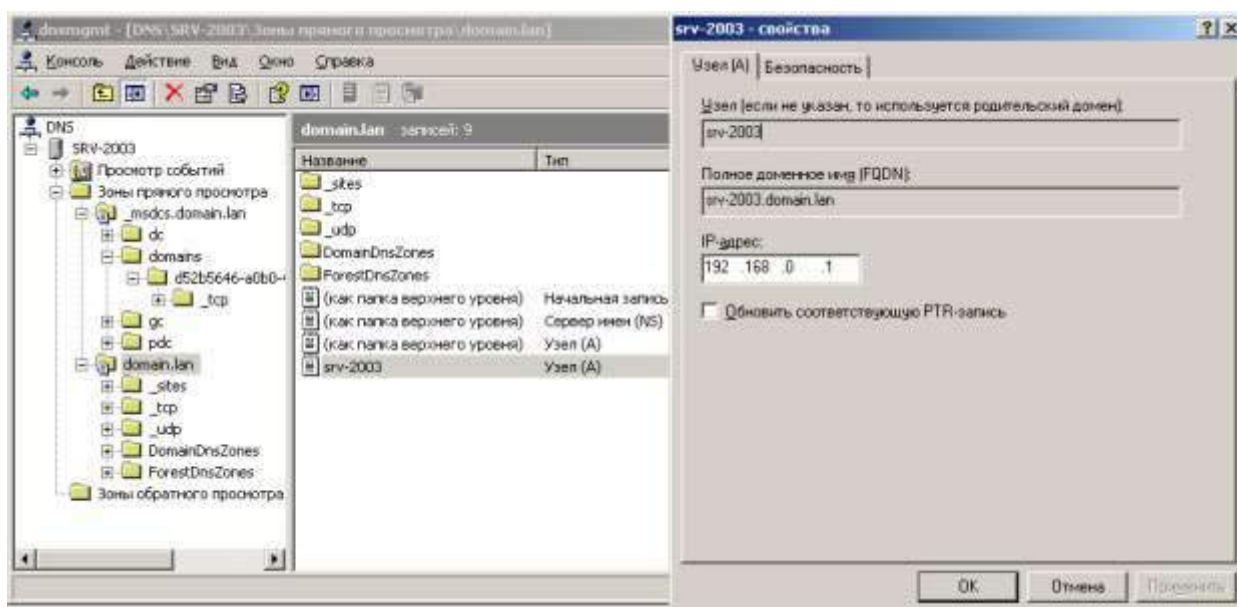 dnsmgmt - [DNS\SRV-2003\Зоны прямого просмотра\domain.lan]
Консоль Действие Вид Окно Справка
DNS
SRV-2003
Просмотр событий
Зоны прямого просмотра
_msdcs.domain.lan
dc
domains
d52b5646-a0b0-
_tcp
gc
pdc
domain.lan
_sites
_tcp
_udp
DomainDnsZones
ForestDnsZones
Зоны обратного просмотра
domain.lan записей: 9
Название Тип
_sites
_tcp
_udp
DomainDnsZones
ForestDnsZones
(как папка верхнего уровня) Начальная запись
(как папка верхнего уровня) Сервер имен (NS)
(как папка верхнего уровня) Узел (A)
srv-2003 Узел (A)
srv-2003 - свойства
Узел (A) Безопасность
Узел (если не указан, то используется родительский домен):
srv-2003
Полное доменное имя (FQDN):
srv-2003.domain.lan
IP-адрес:
192 .168 .0 .1
Обновить соответствующую PTR-запись
OK Отмена Применить